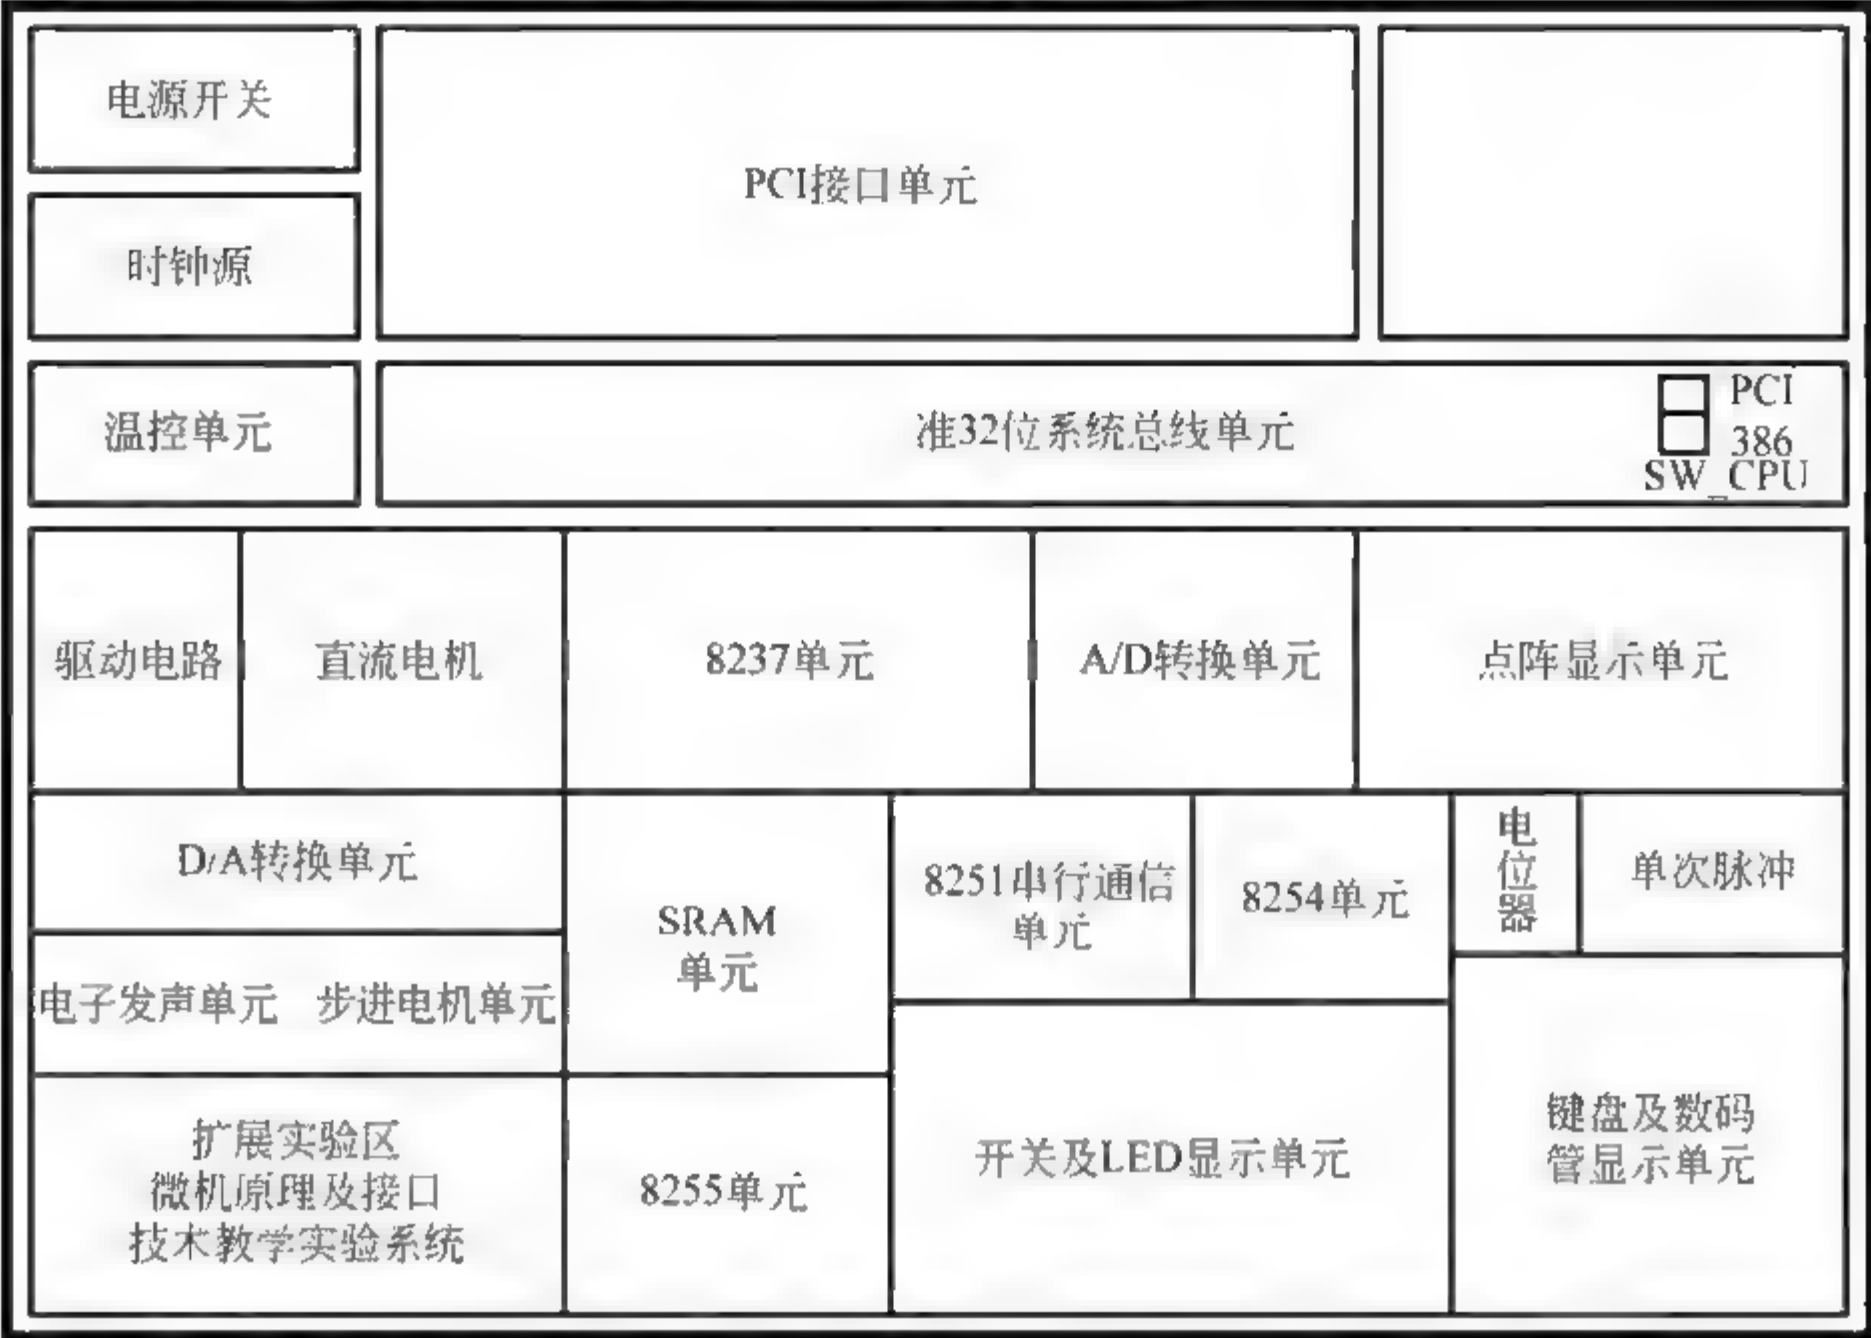 电源开关
PCI接口单元
时钟源
温控单元
准32位系统总线单元
PCI
386
SW_CPU
驱动电路
直流电机
8237单元
A/D转换单元
点阵显示单元
D/A转换单元
SRAM
单元
8251串行通信
单元
8254单元
电
位
器
单次脉冲
电子发声单元 步进电机单元
扩展实验区
微机原理及接口
技术教学实验系统
8255单元
开关及LED显示单元
键盘及数码
管显示单元